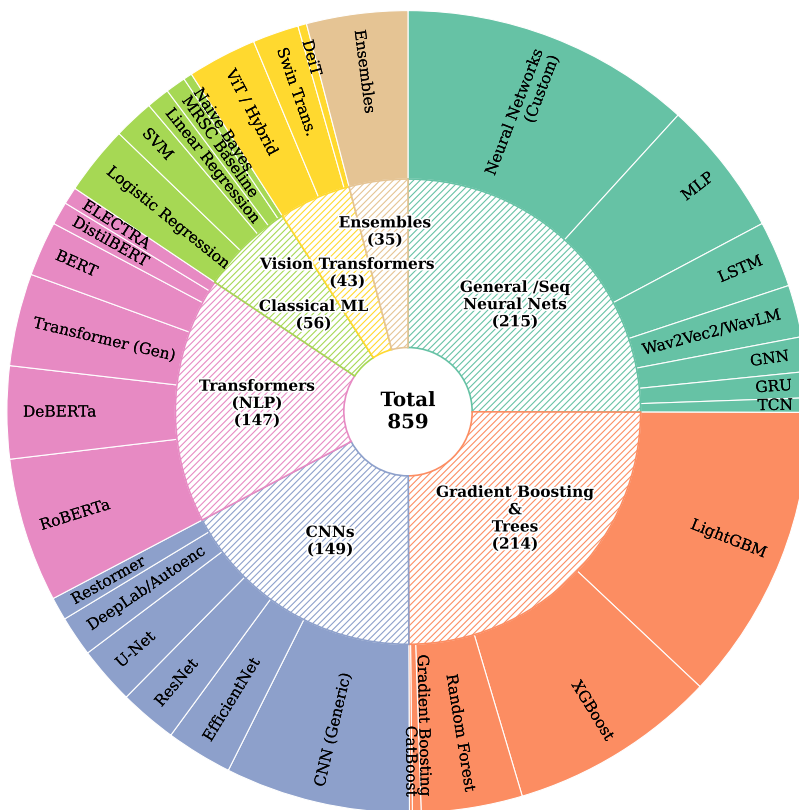 Total
859
General /Seq
Neural Nets
(215)
Neural Networks
(Custom)
MLP
LSTM
Wav2Vec2/WavLM
GNN
GRU
TCN
Gradient Boosting
&
Trees
(214)
LightGBM
XGBoost
Random Forest
Gradient Boosting
CatBoost
CNNs
(149)
CNN (Generic)
EfficientNet
ResNet
U-Net
DeepLab/Autoenc
Restormer
Transformers
(NLP)
(147)
RoBERTa
DeBERTa
Transformer (Gen)
BERT
DistilBERT
ELECTRA
Classical ML
(56)
Logistic Regression
SVM
Linear Regression
MRSC Baseline
Naive Bayes
Vision Transformers
(43)
ViT / Hybrid
Swin Trans.
DeiT
Ensembles
(35)
Ensembles